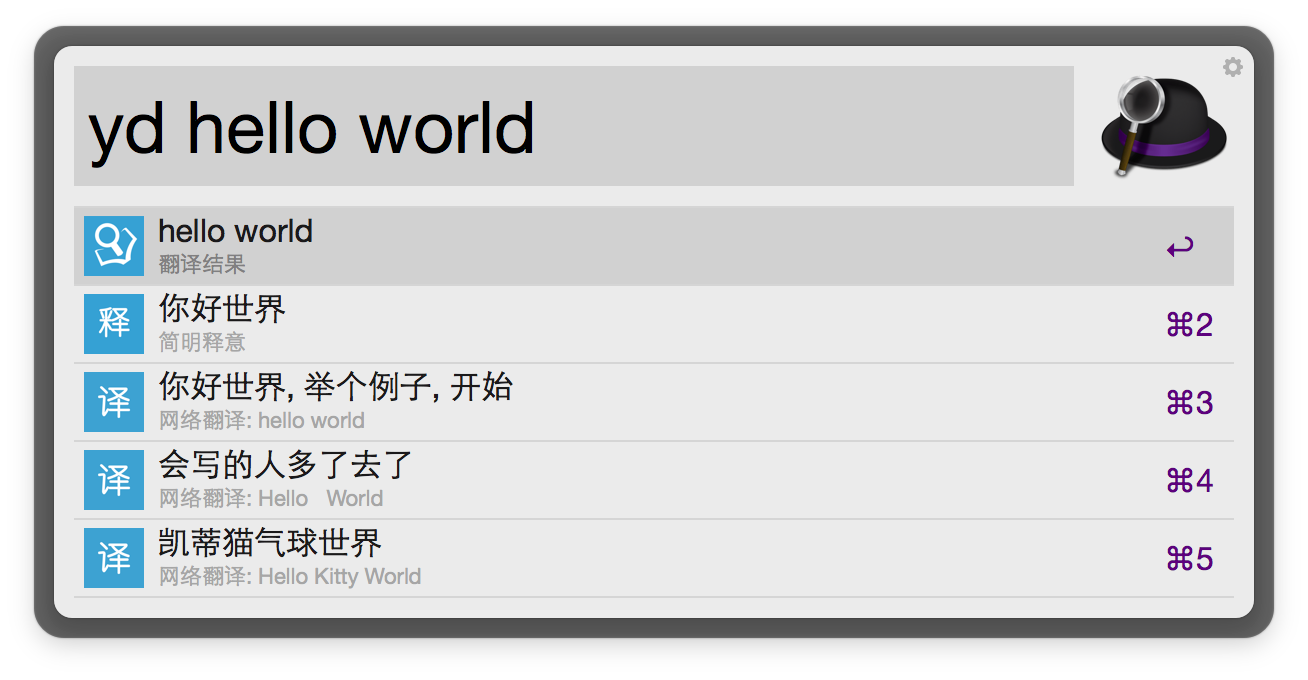 yd hello world
hello world
翻译结果
↩
释
你好世界
简明释意
⌘2
译
你好世界, 举个例子, 开始
网络翻译: hello world
⌘3
译
会写的人多了去了
网络翻译: Hello   World
⌘4
译
凯蒂猫气球世界
网络翻译: Hello Kitty World
⌘5